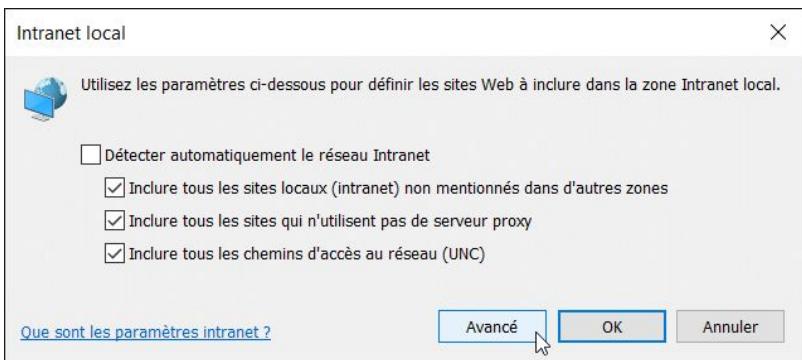 Intranet local
Utilisez les paramètres ci-dessous pour définir les sites Web à inclure dans la zone Intranet local.
Détecter automatiquement le réseau Intranet
Inclure tous les sites locaux (intranet) non mentionnés dans d'autres zones
Inclure tous les sites qui n'utilisent pas de serveur proxy
Inclure tous les chemins d'accès au réseau (UNC)
Que sont les paramètres intranet ? Avancé OK Annuler